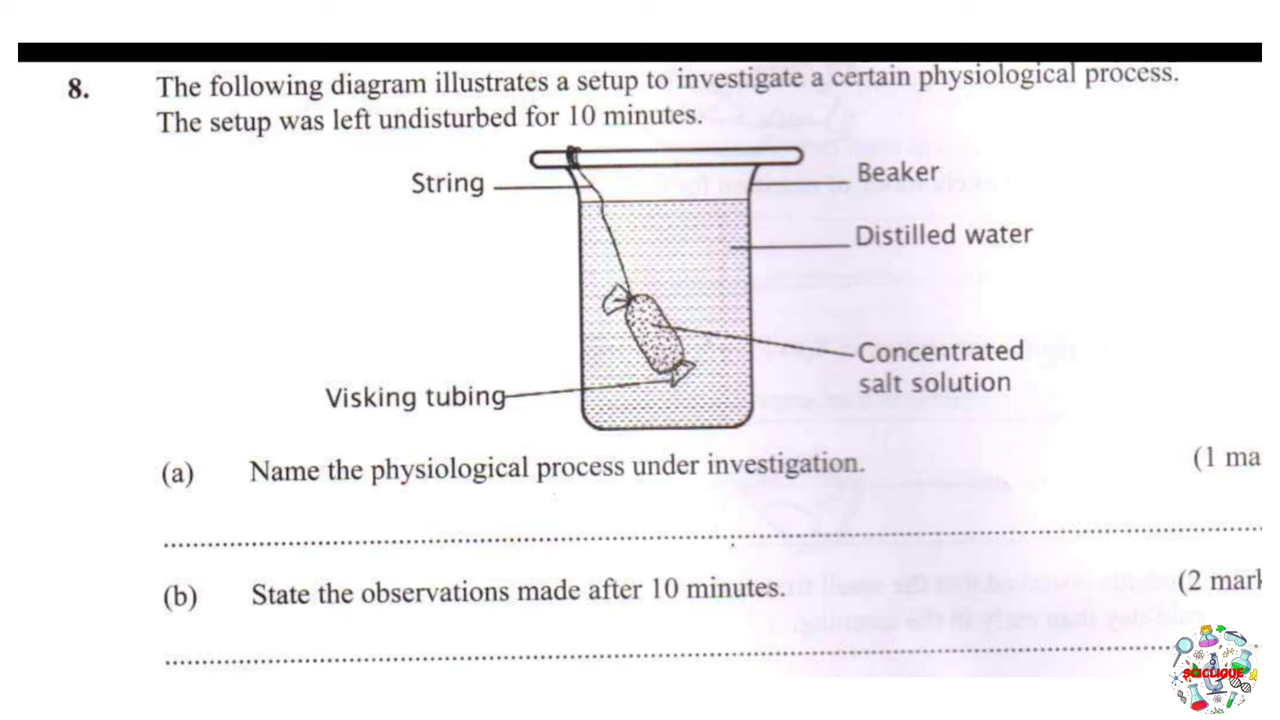 8. The following diagram illustrates a setup to investigate a certain physiological process.
The setup was left undisturbed for 10 minutes.
String
Beaker
Distilled water
Concentrated
salt solution
Visking tubing
(a) Name the physiological process under investigation. (1 ma
(b) State the observations made after 10 minutes. (2 mark
SCICLIQUE